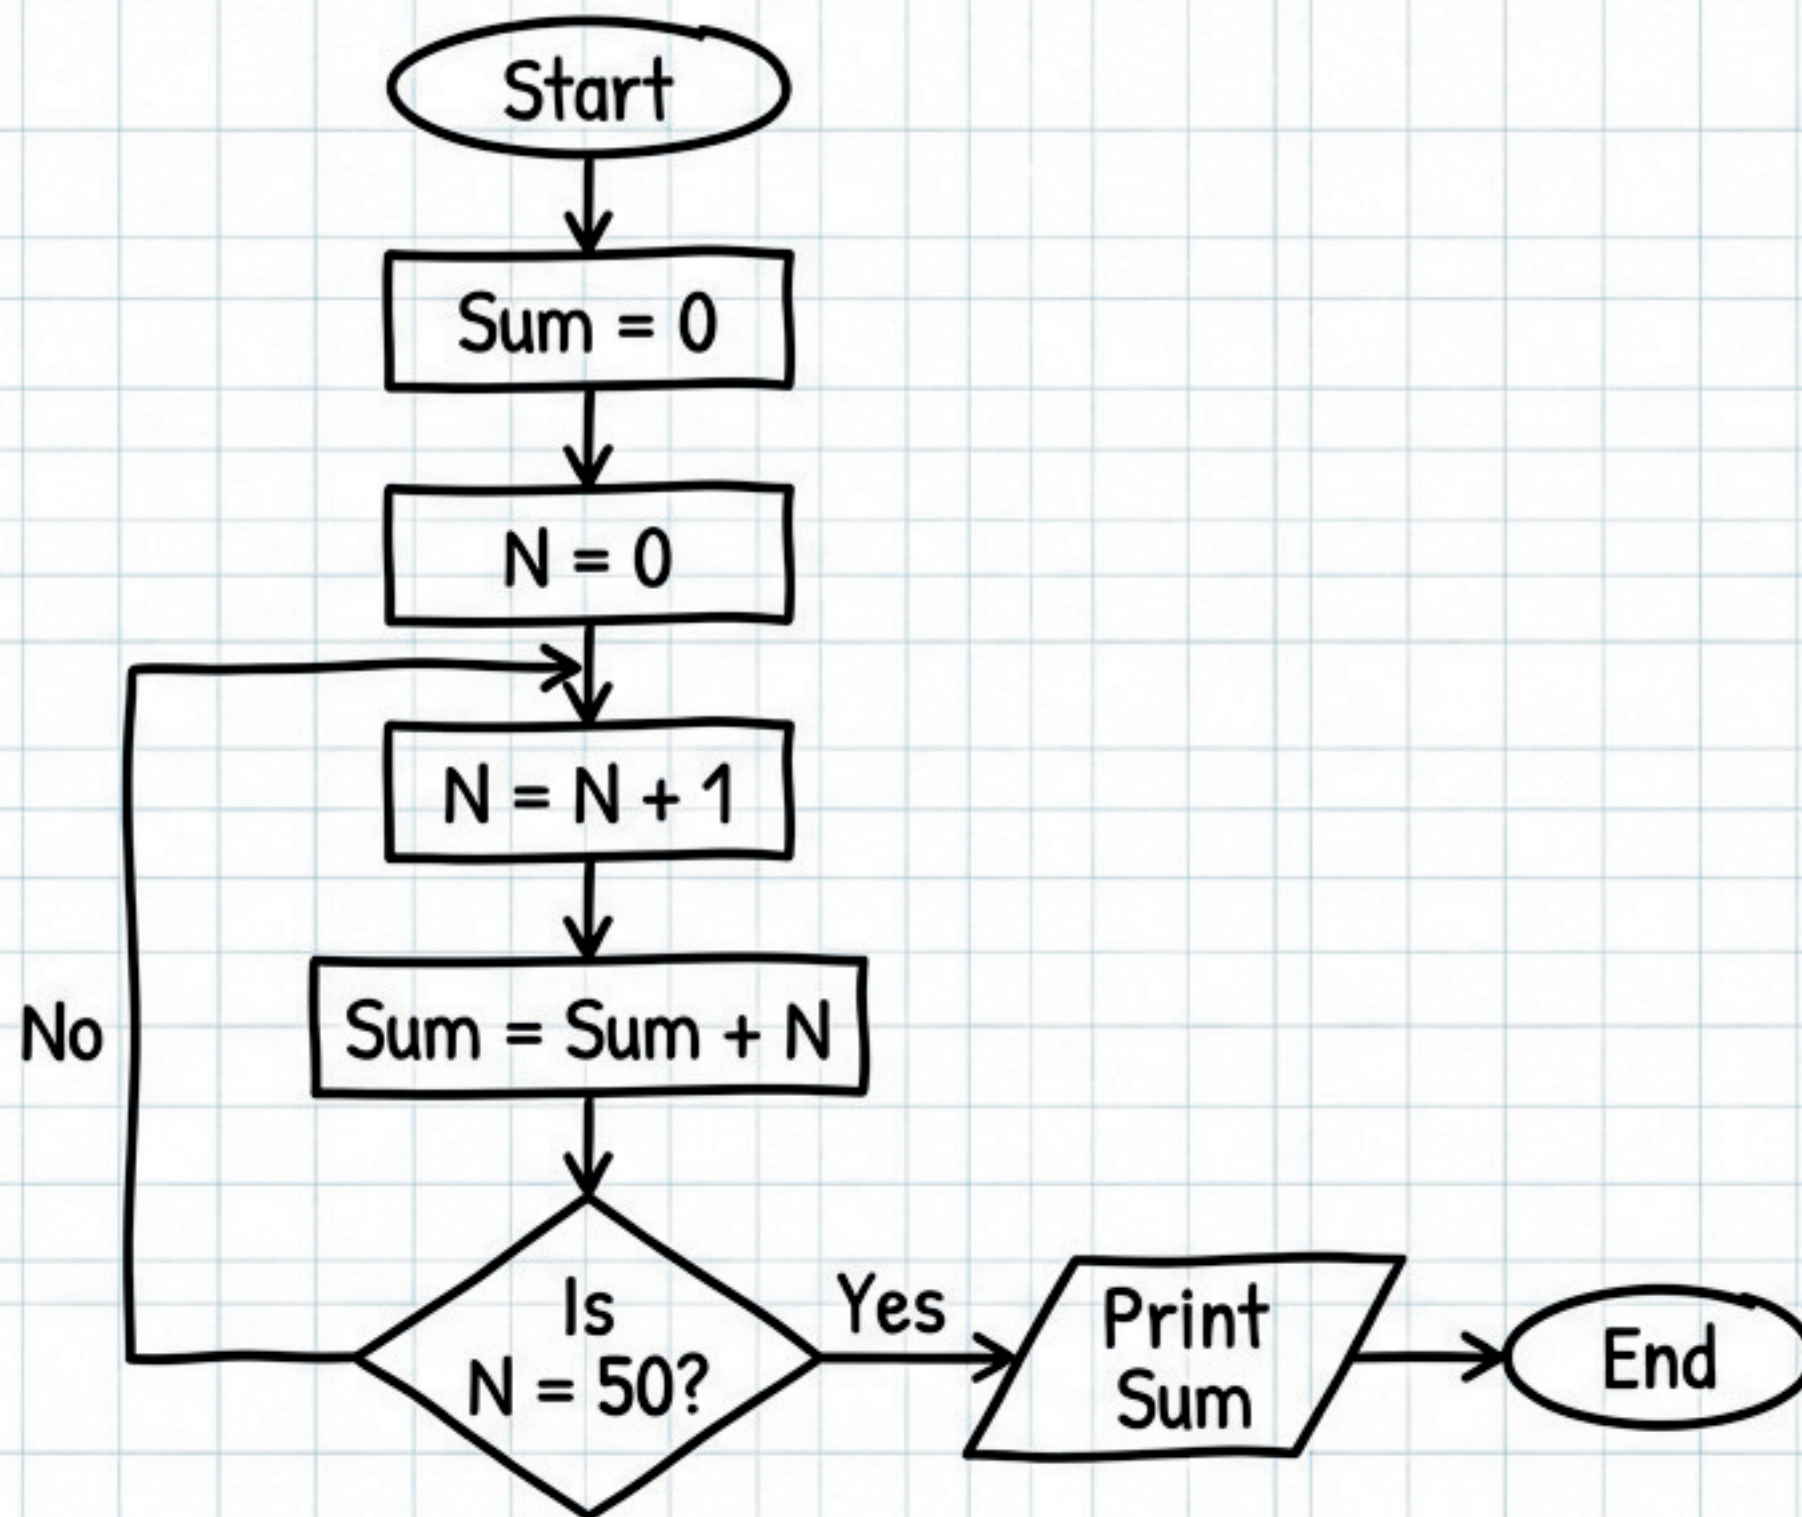 Start
Sum = 0
N = 0
N = N + 1
Sum = Sum + N
No
Is
N = 50?
Yes
Print
Sum
End